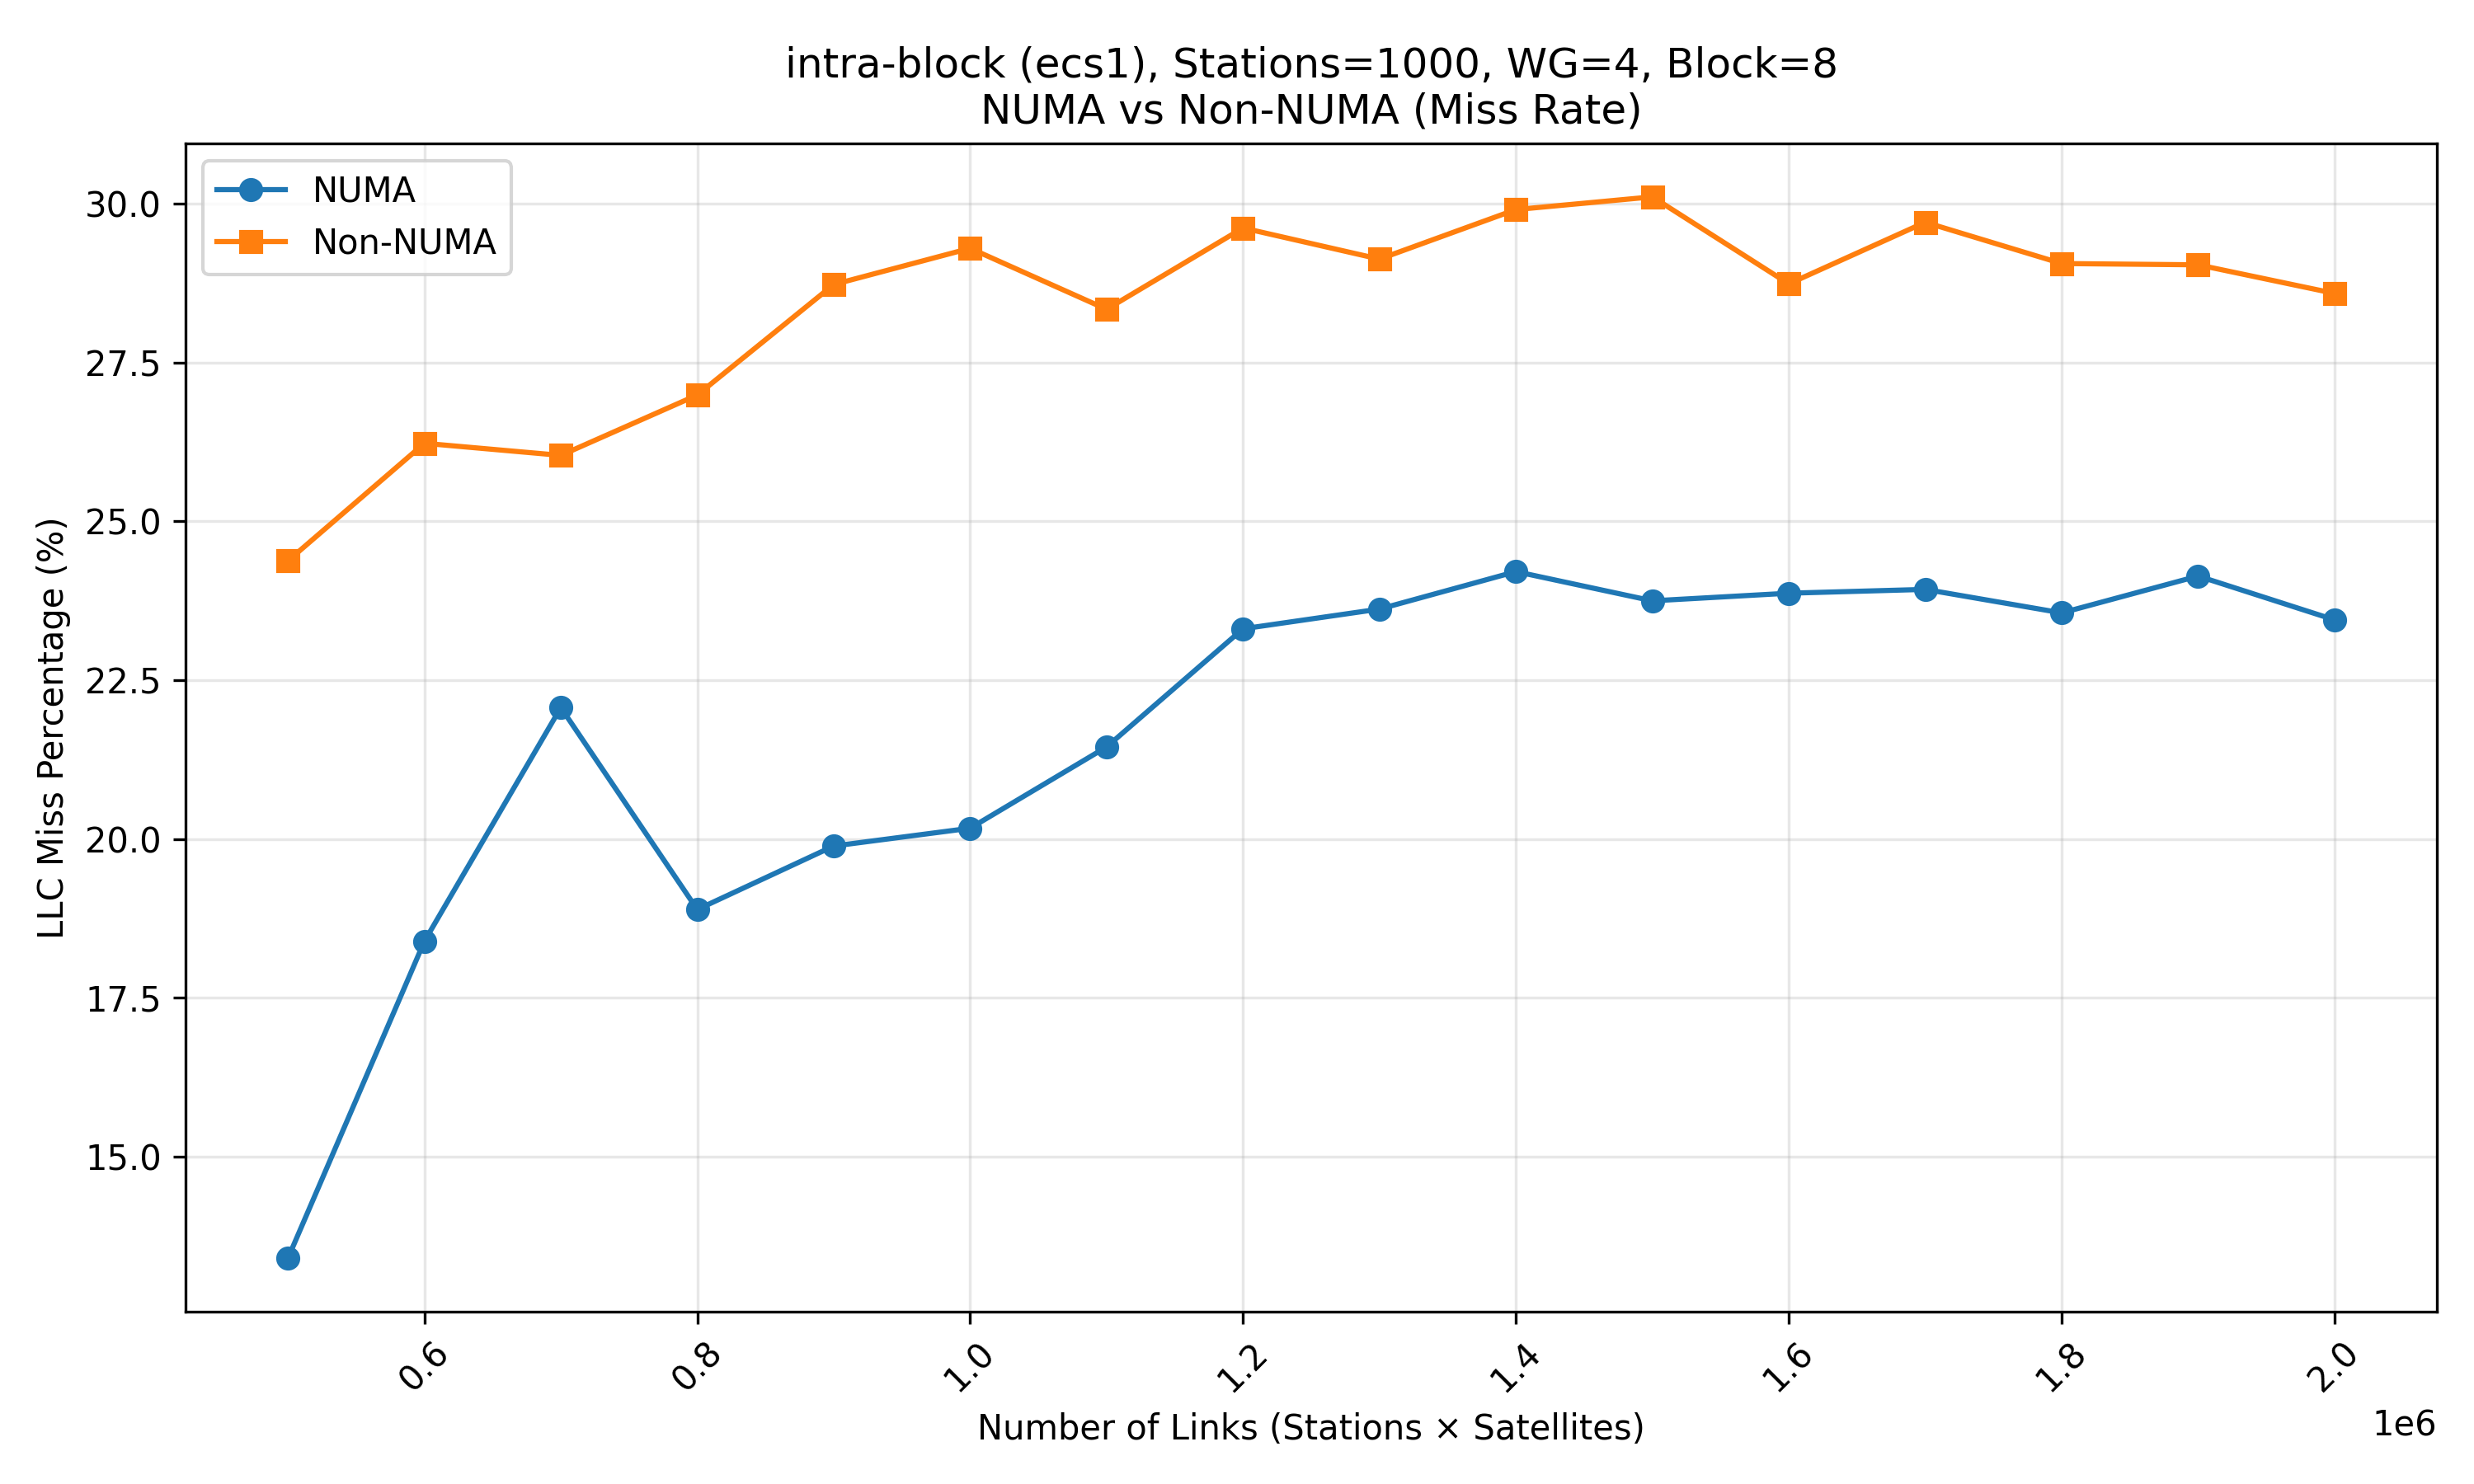 intra-block (ecs1), Stations=1000, WG=4, Block=8
NUMA vs Non-NUMA (Miss Rate)
NUMA
Non-NUMA
30.0
27.5
25.0
22.5
20.0
17.5
15.0
LLC Miss Percentage (%)
0.6
0.8
1.0
1.2
1.4
1.6
1.8
2.0
1e6
Number of Links (Stations × Satellites)